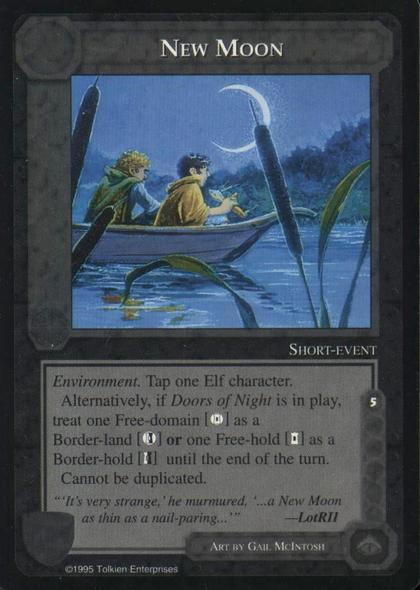 New Moon
Short-event
Environment. Tap one Elf character.
Alternatively, if Doors of Night is in play,
treat one Free-domain [] as a
Border-land [] or one Free-hold [] as a
Border-hold [] until the end of the turn.
Cannot be duplicated.
5
“‘It’s very strange,’ he murmured, ‘...a New Moon
as thin as a nail-paring...’” —LotRII
Art by Gail McIntosh
©1995 Tolkien Enterprises